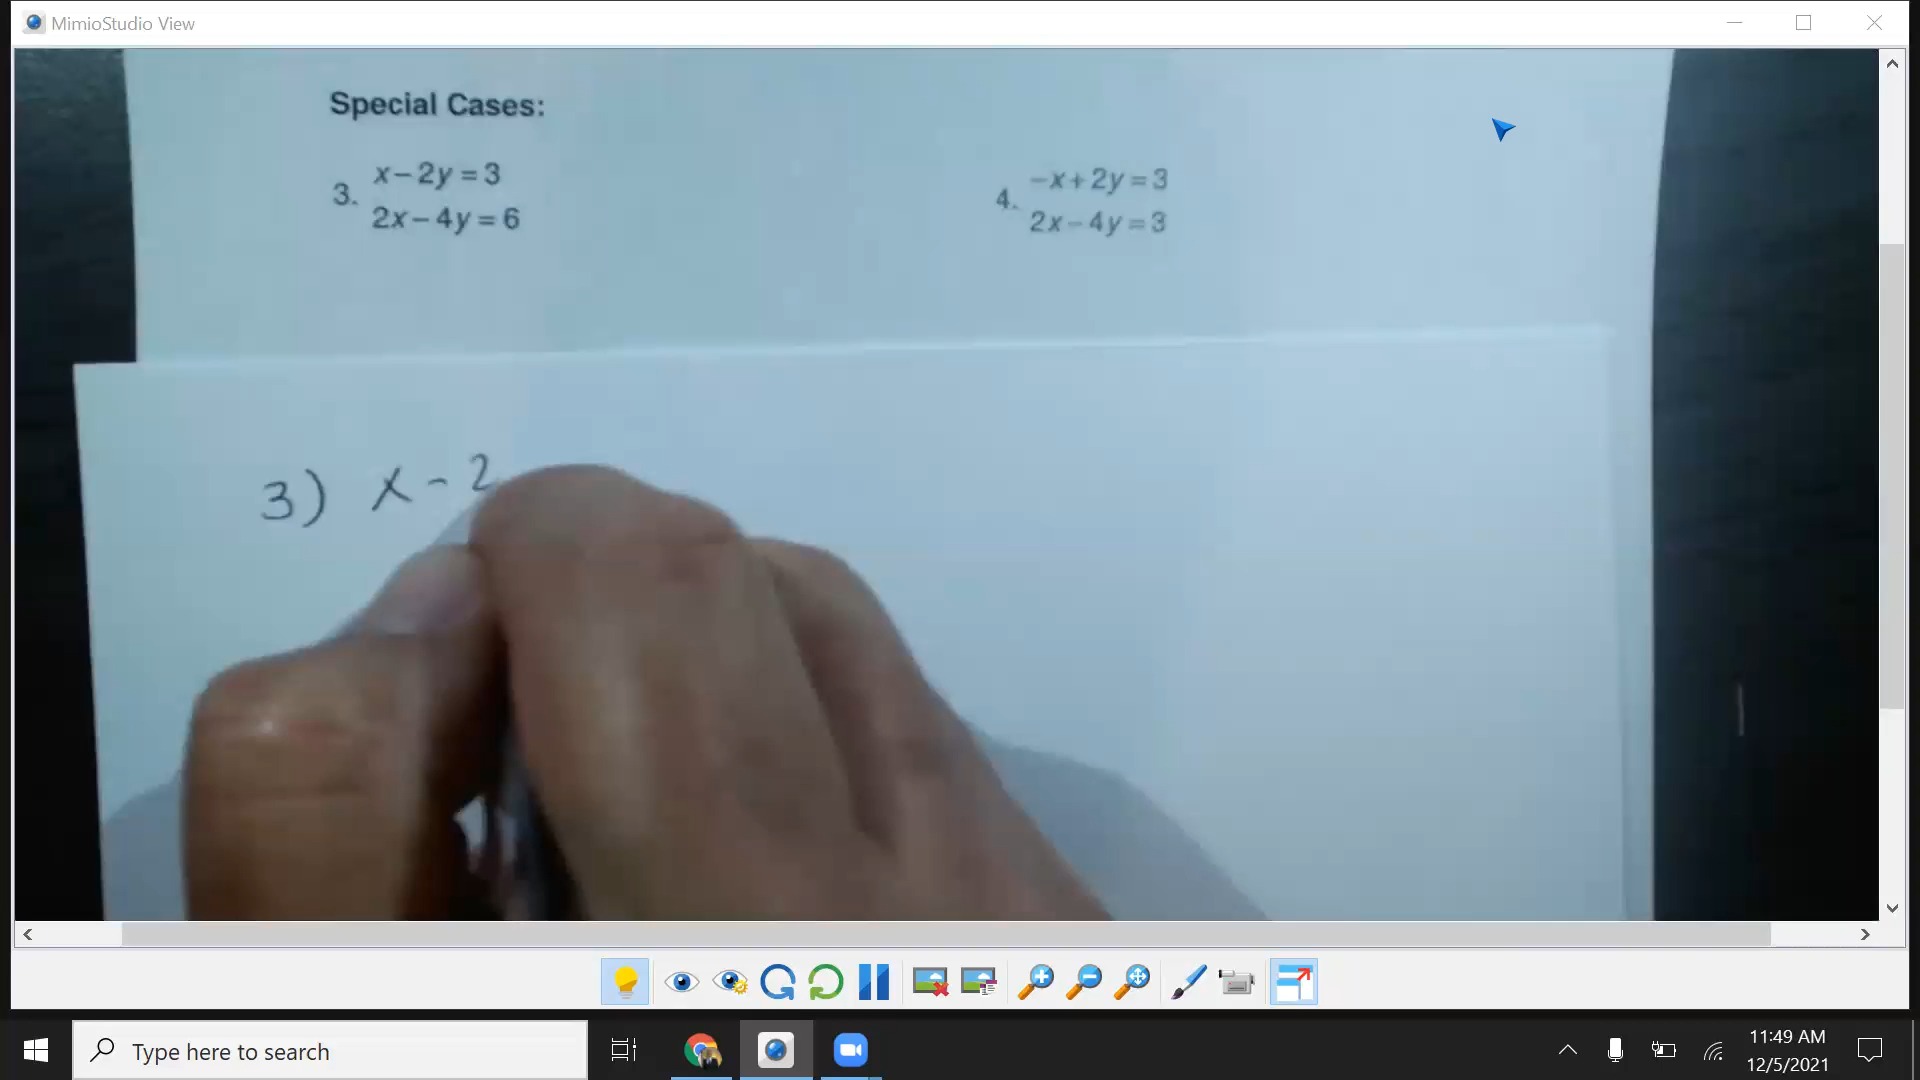 MimioStudio View
Special Cases:
3. x – 2y = 3
2x – 4y = 6
4. -x + 2y = 3
2x – 4y = 3
3) x - 2
Type here to search
11:49 AM
12/5/2021